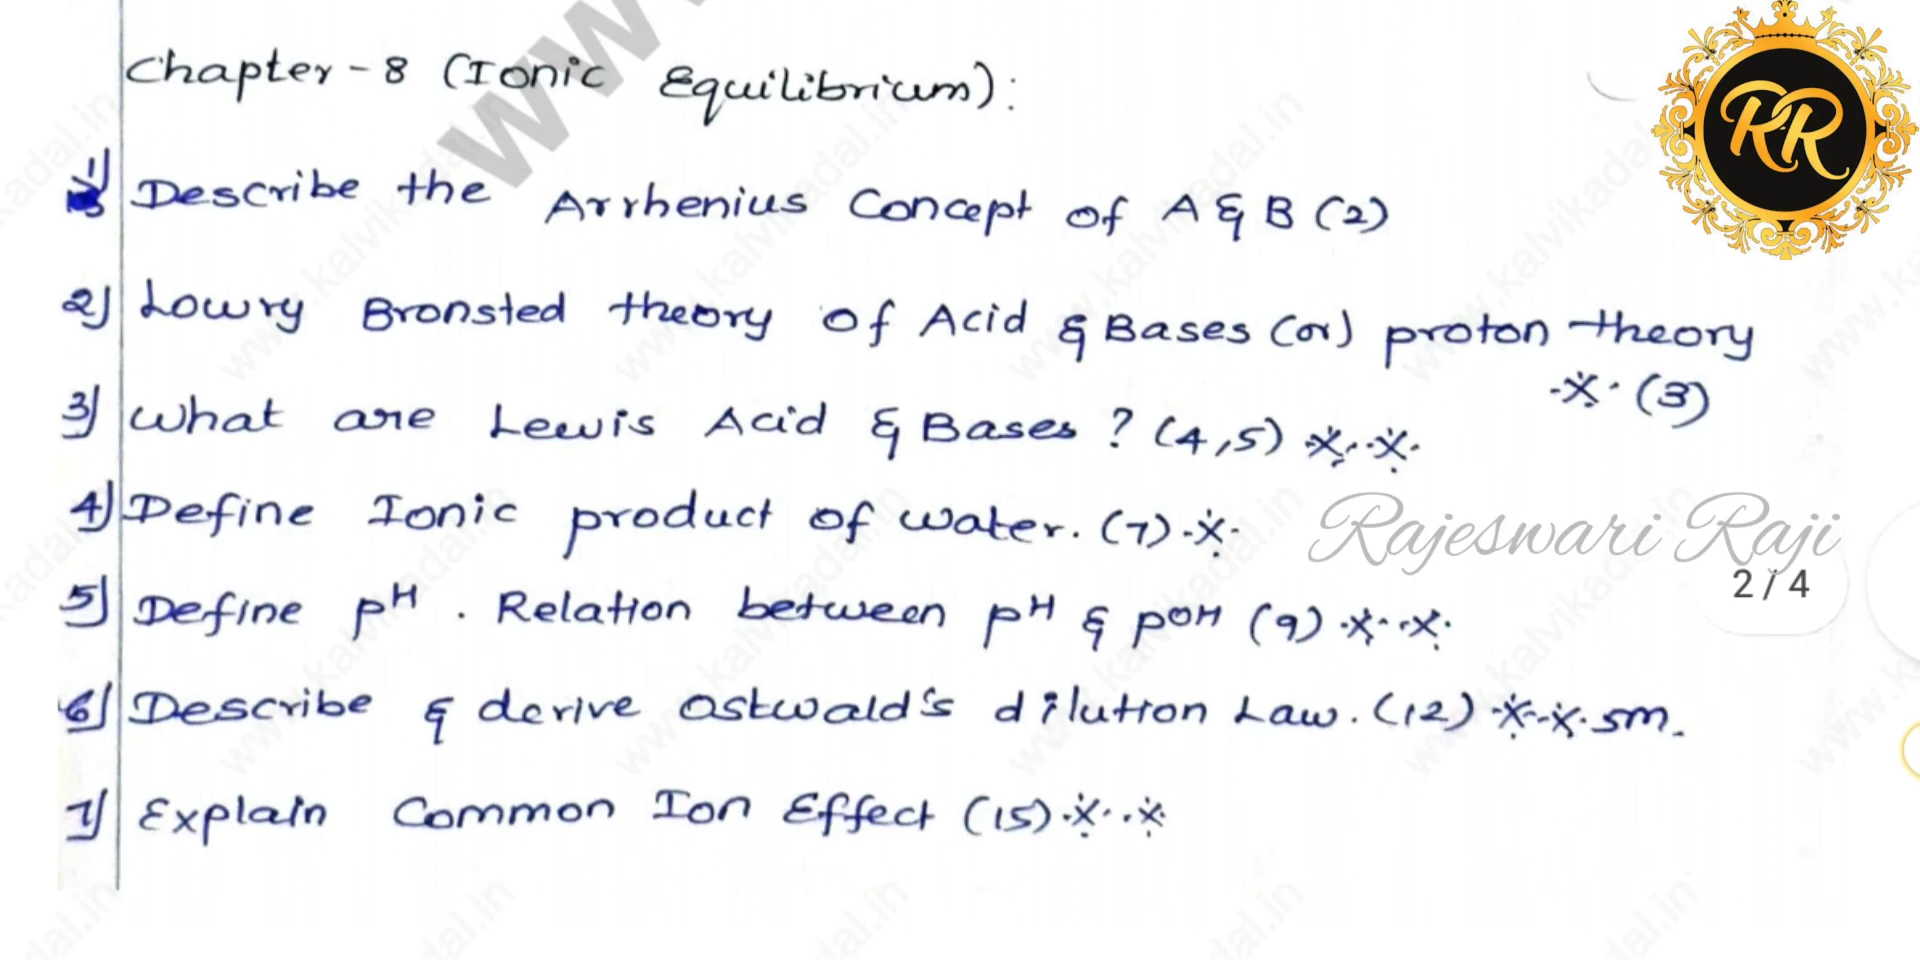 Chapter - 8 (Ionic Equilibrium):
RR
1) Describe the Arrhenius Concept of A & B (2)
2) Lowry Bronsted theory of Acid & Bases (or) proton theory
※ (3)
3) What are Lewis Acid & Bases ? (4,5) ※ ※
4) Define Ionic product of water. (7) ※
Rajeswari Raji
2 / 4
5) Define pH . Relation between pH & pOH (9) ※ ※
6) Describe & derive Ostwald's dilution Law. (12) ※ ※ 5m.
7) Explain Common Ion Effect (15) ※ ※
www.kalvikadal.in